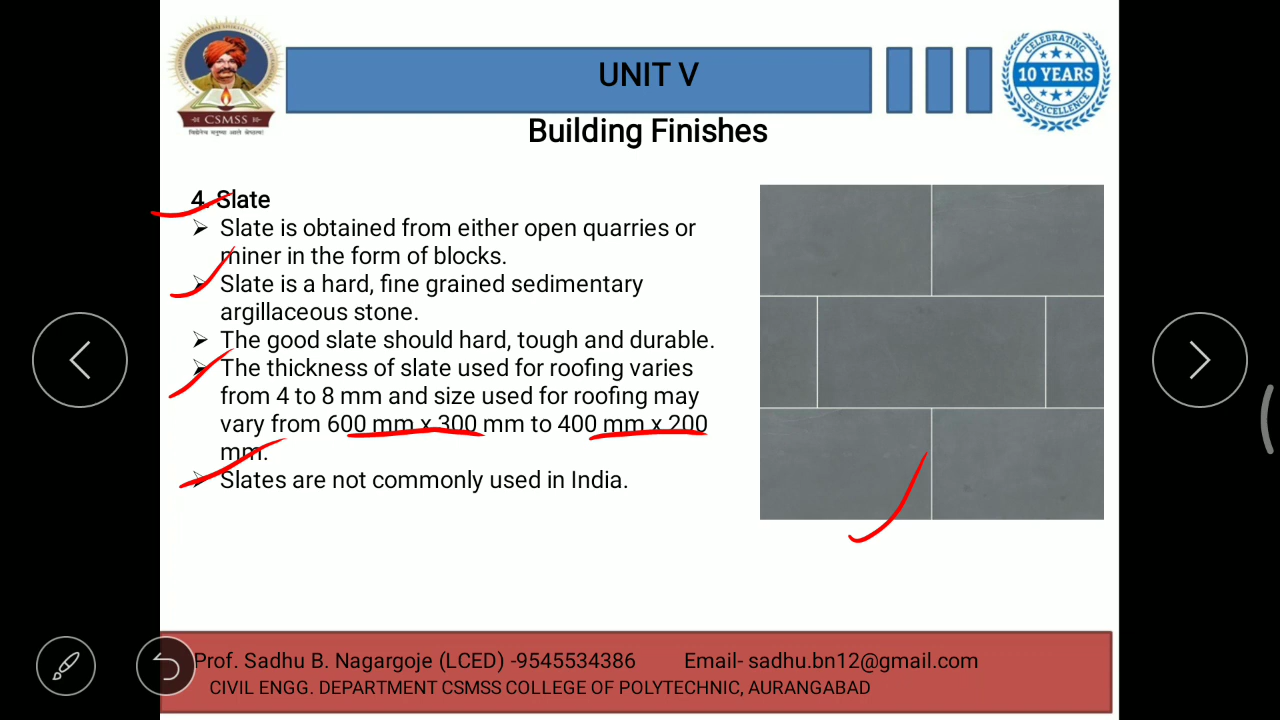 UNIT V
CELEBRATING
10 YEARS
OF EXCELLENCE
CSMSS
Building Finishes
4. Slate
➢ Slate is obtained from either open quarries or
miner in the form of blocks.
➢ Slate is a hard, fine grained sedimentary
argillaceous stone.
➢ The good slate should hard, tough and durable.
➢ The thickness of slate used for roofing varies
from 4 to 8 mm and size used for roofing may
vary from 600 mm x 300 mm to 400 mm x 200
mm.
➢ Slates are not commonly used in India.
Prof. Sadhu B. Nagargoje (LCED) -9545534386 Email- sadhu.bn12@gmail.com
CIVIL ENGG. DEPARTMENT CSMSS COLLEGE OF POLYTECHNIC, AURANGABAD